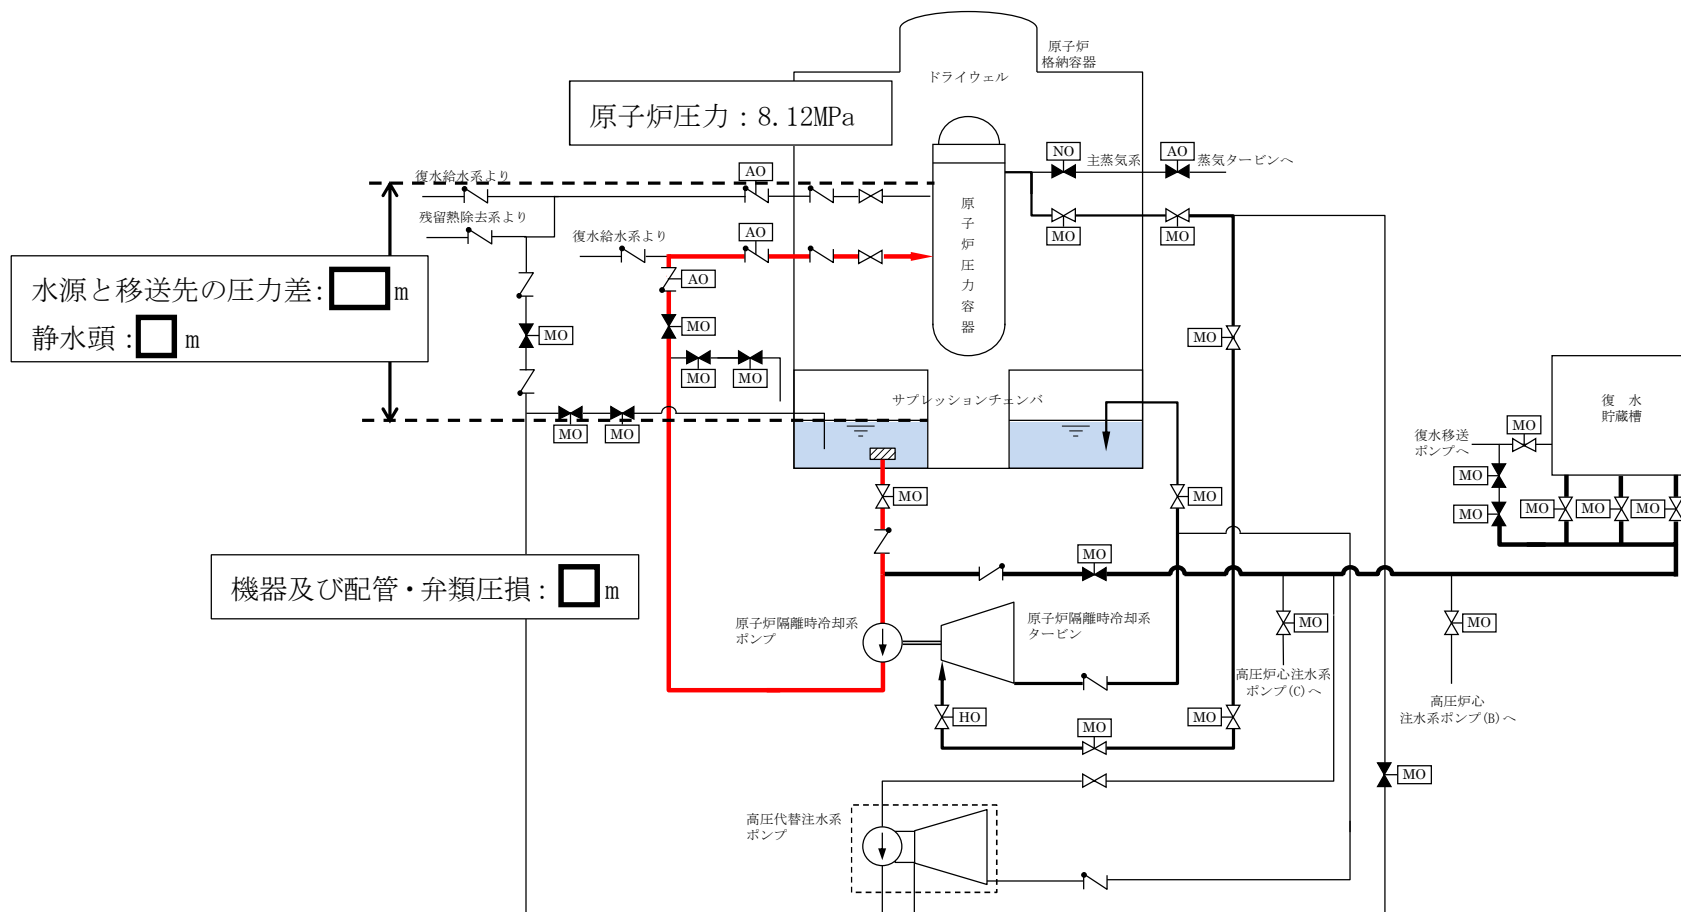 原子炉
格納容器
ドライウェル
原子炉圧力：8.12MPa
NO
主蒸気系
AO
蒸気タービンへ
復水給水系より
AO
原子炉圧力容器
残留熱除去系より
復水給水系より
AO
MO
MO
AO
水源と移送先の圧力差: m
静水頭： m
MO
MO
MO
MO
MO
サプレッションチェンバ
復 水
貯蔵槽
MO
MO
MO
復水移送
ポンプへ
MO
MO
MO
MO
MO
MO
MO
MO
機器及び配管・弁類圧損： m
原子炉隔離時冷却系
ポンプ
原子炉隔離時冷却系
タービン
MO
MO
高圧炉心注水系
ポンプ(C)へ
高圧炉心
注水系ポンプ(B)へ
HO
MO
MO
MO
高圧代替注水系
ポンプ